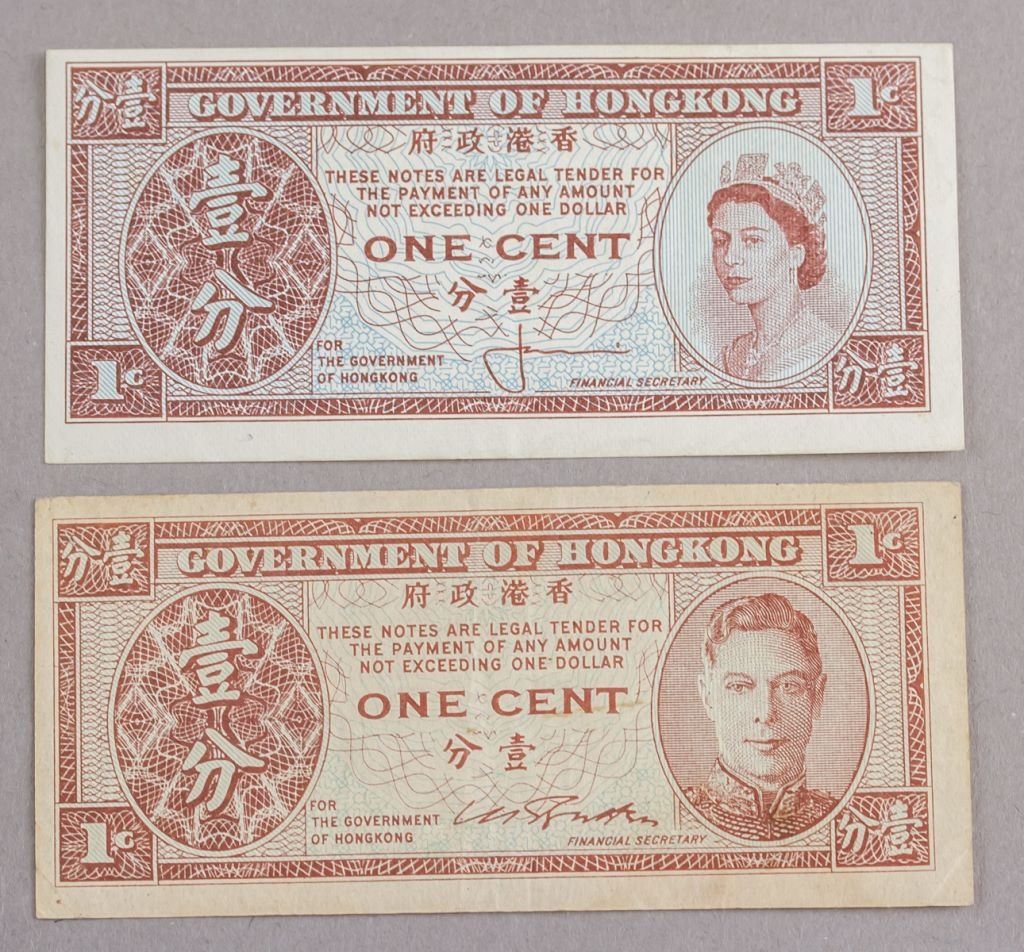 分壹
GOVERNMENT OF HONGKONG
1C
府政港香
壹分
THESE NOTES ARE LEGAL TENDER FOR
THE PAYMENT OF ANY AMOUNT
NOT EXCEEDING ONE DOLLAR
ONE CENT
分壹
FOR
THE GOVERNMENT
OF HONGKONG
FINANCIAL SECRETARY
1C
分壹
分壹
GOVERNMENT OF HONGKONG
1C
府政港香
壹分
THESE NOTES ARE LEGAL TENDER FOR
THE PAYMENT OF ANY AMOUNT
NOT EXCEEDING ONE DOLLAR
ONE CENT
分壹
FOR
THE GOVERNMENT
OF HONGKONG
FINANCIAL SECRETARY
1C
分壹